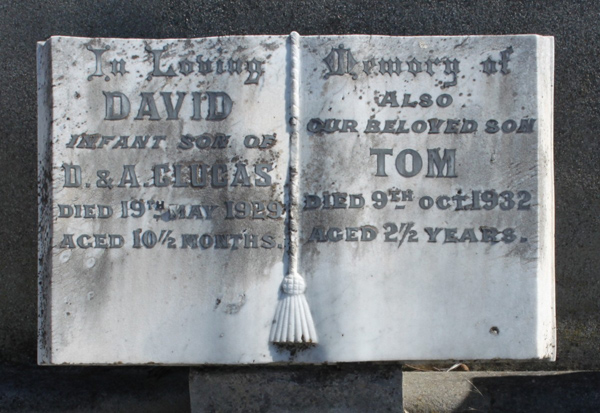 In Loving Memory of
DAVID
INFANT SON OF
D. & A. CLUCAS
DIED 19TH MAY 1929
AGED 10½ MONTHS.
ALSO
OUR BELOVED SON
TOM
DIED 9TH OCT. 1932
AGED 2½ YEARS.